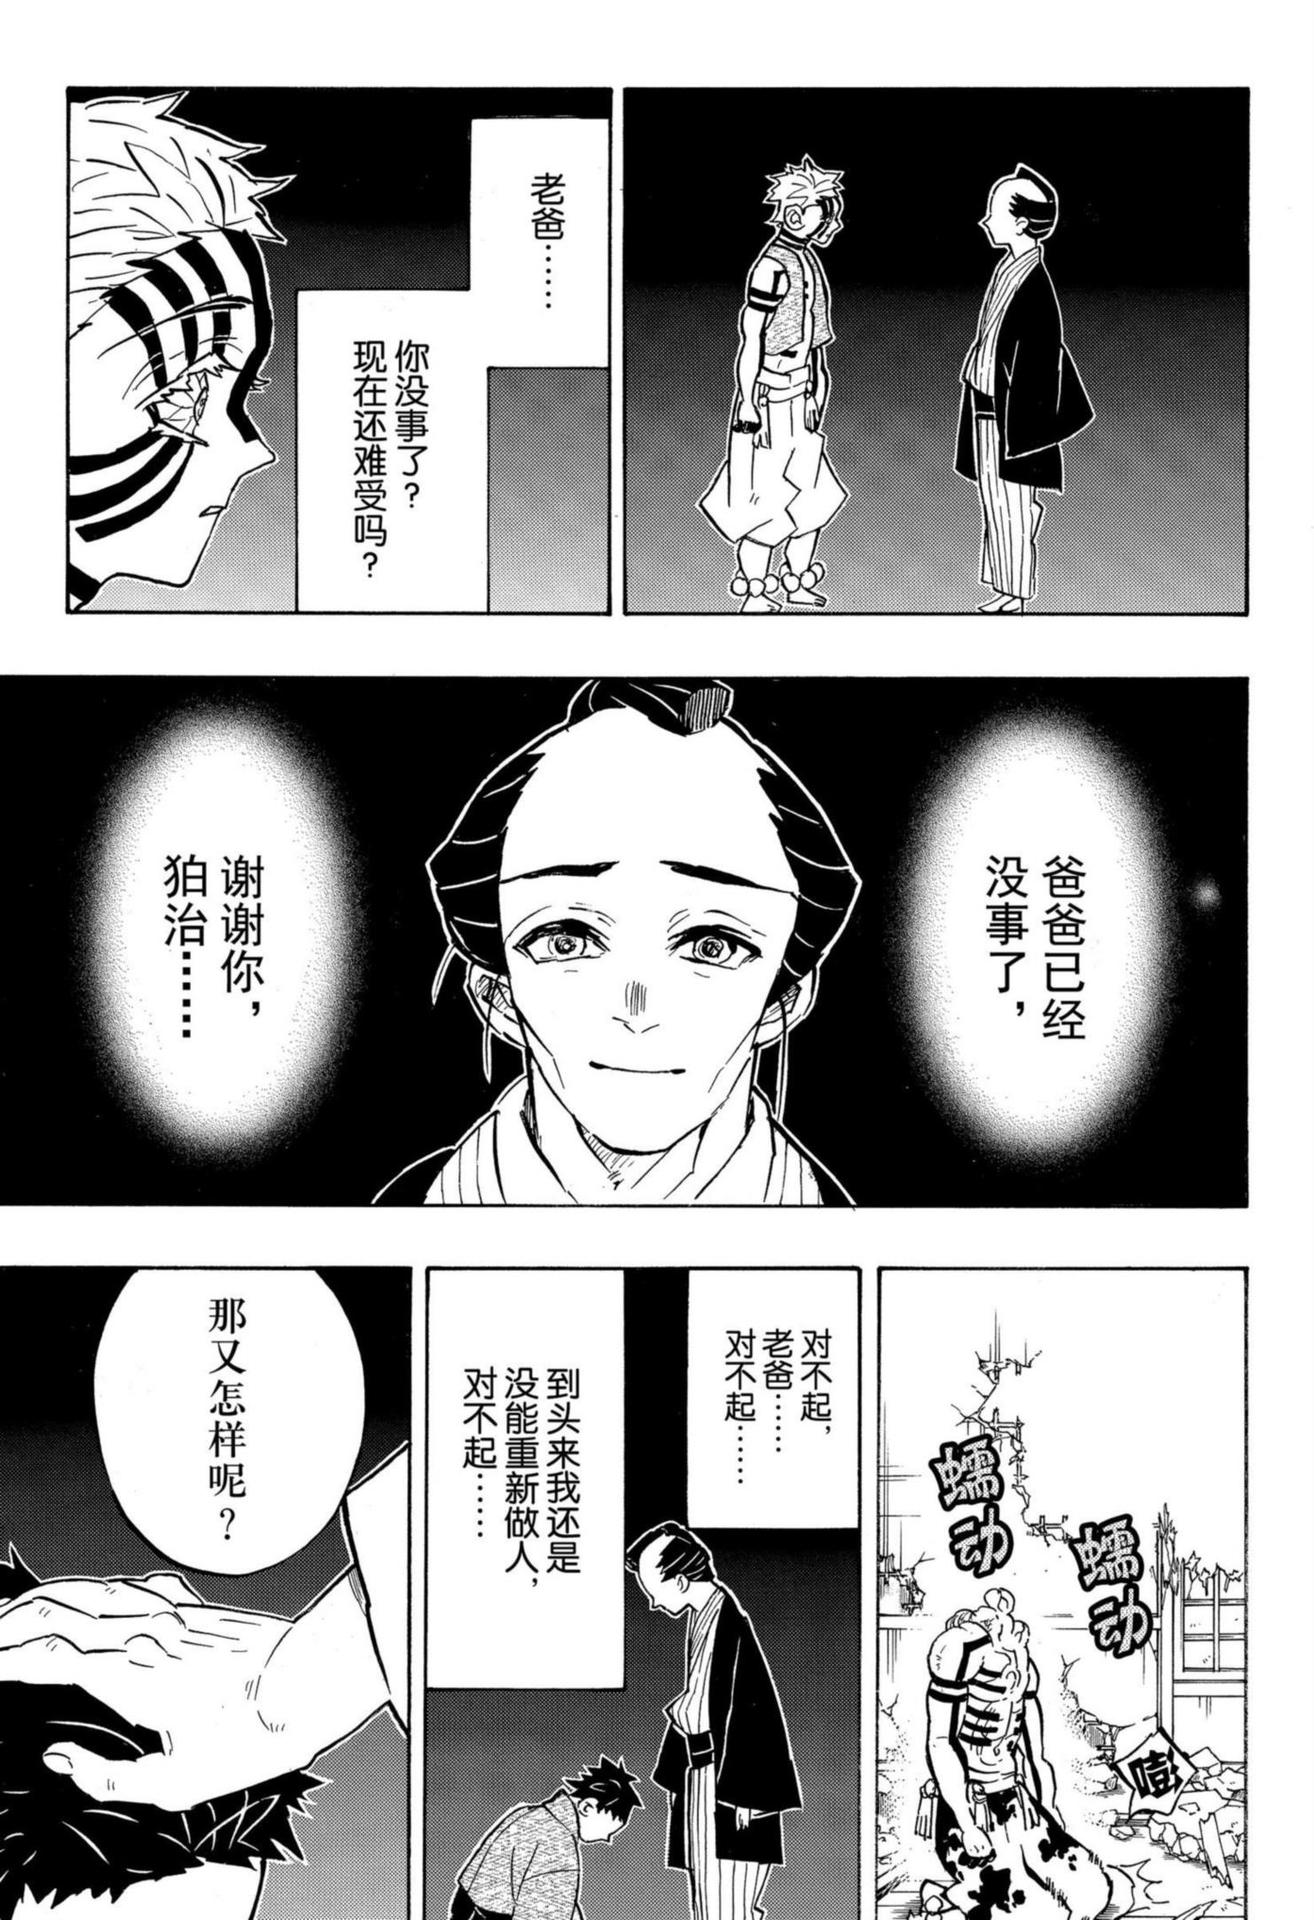 老爸……
你没事了？
现在还难受吗？
爸爸已经
没事了，
谢谢你，
狛治……
蠕动
蠕动
嘭
对不起，
老爸……
对不起……
到头来我还是
没能重新做人，
对不起……
那又怎样呢？